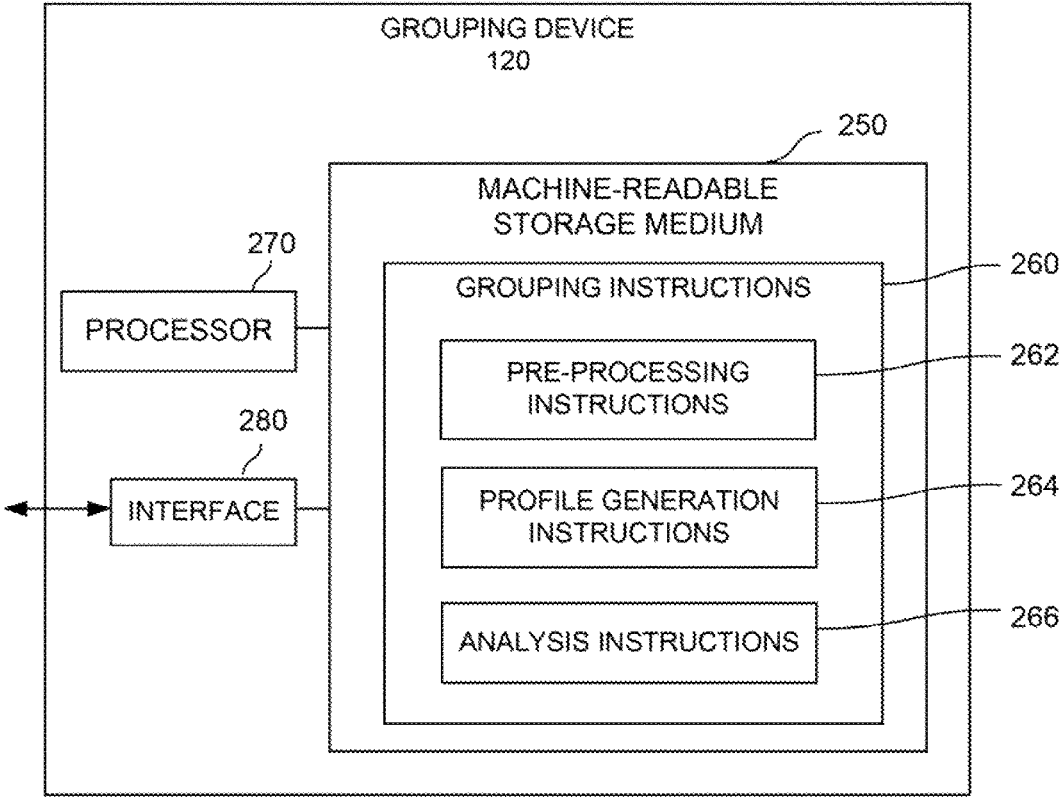 GROUPING DEVICE
120
250
MACHINE-READABLE
STORAGE MEDIUM
270
PROCESSOR
260
GROUPING INSTRUCTIONS
262
PRE-PROCESSING
INSTRUCTIONS
280
INTERFACE
264
PROFILE GENERATION
INSTRUCTIONS
266
ANALYSIS INSTRUCTIONS